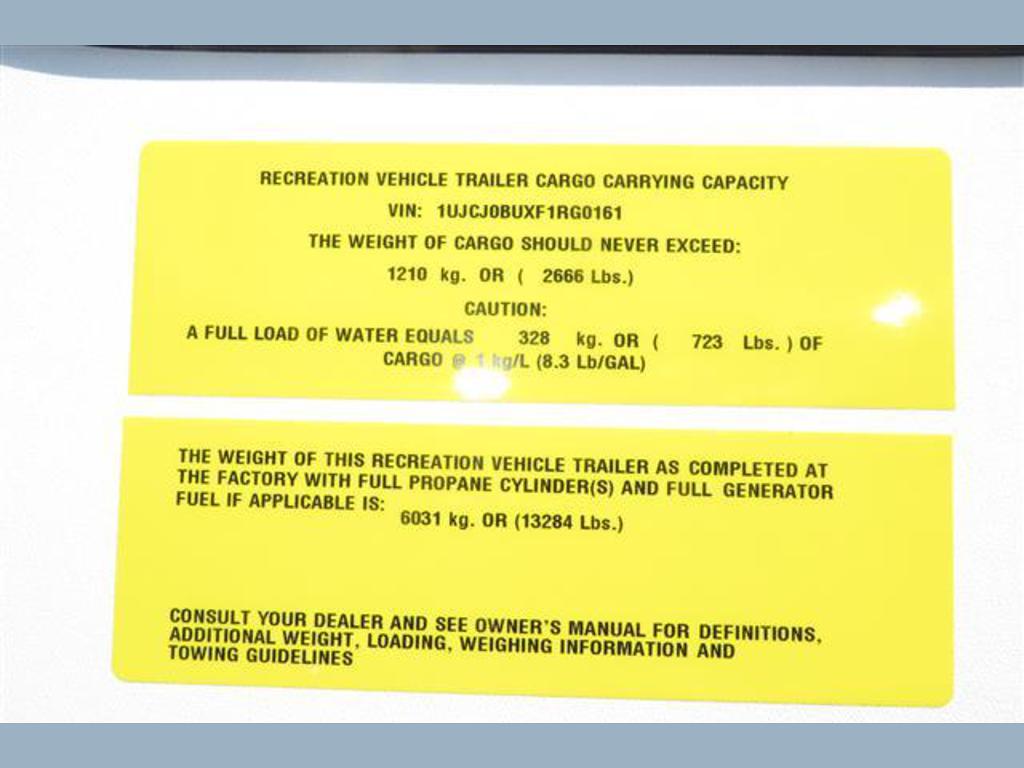 RECREATION VEHICLE TRAILER CARGO CARRYING CAPACITY
VIN: 1UJCJ0BUXF1RG0161
THE WEIGHT OF CARGO SHOULD NEVER EXCEED:
1210 kg. OR ( 2666 Lbs.)
CAUTION:
A FULL LOAD OF WATER EQUALS 328 kg. OR ( 723 Lbs. ) OF
CARGO @ 1 kg/L (8.3 Lb/GAL)
THE WEIGHT OF THIS RECREATION VEHICLE TRAILER AS COMPLETED AT
THE FACTORY WITH FULL PROPANE CYLINDER(S) AND FULL GENERATOR
FUEL IF APPLICABLE IS:
6031 kg. OR (13284 Lbs.)
CONSULT YOUR DEALER AND SEE OWNER'S MANUAL FOR DEFINITIONS,
ADDITIONAL WEIGHT, LOADING, WEIGHING INFORMATION AND
TOWING GUIDELINES